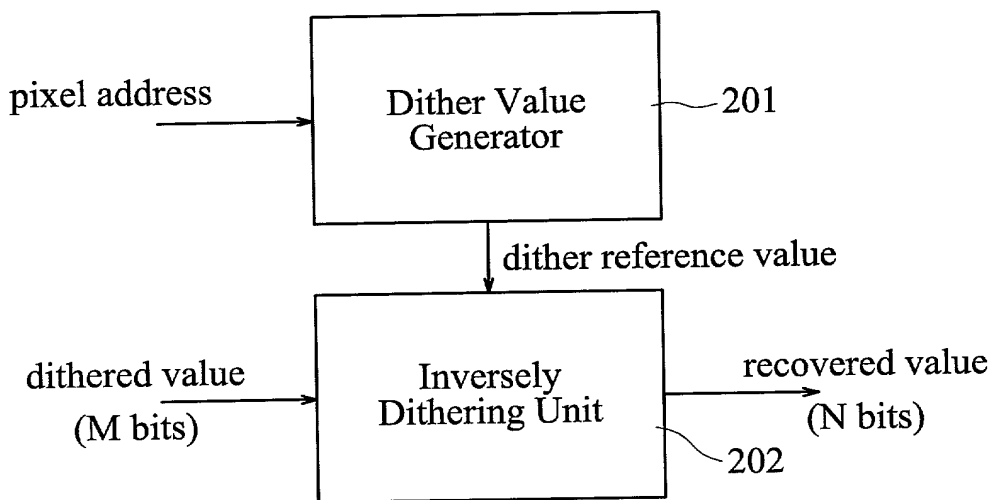 pixel address
Dither Value
Generator
201
dither reference value
dithered value
(M bits)
Inversely
Dithering Unit
recovered value
(N bits)
202